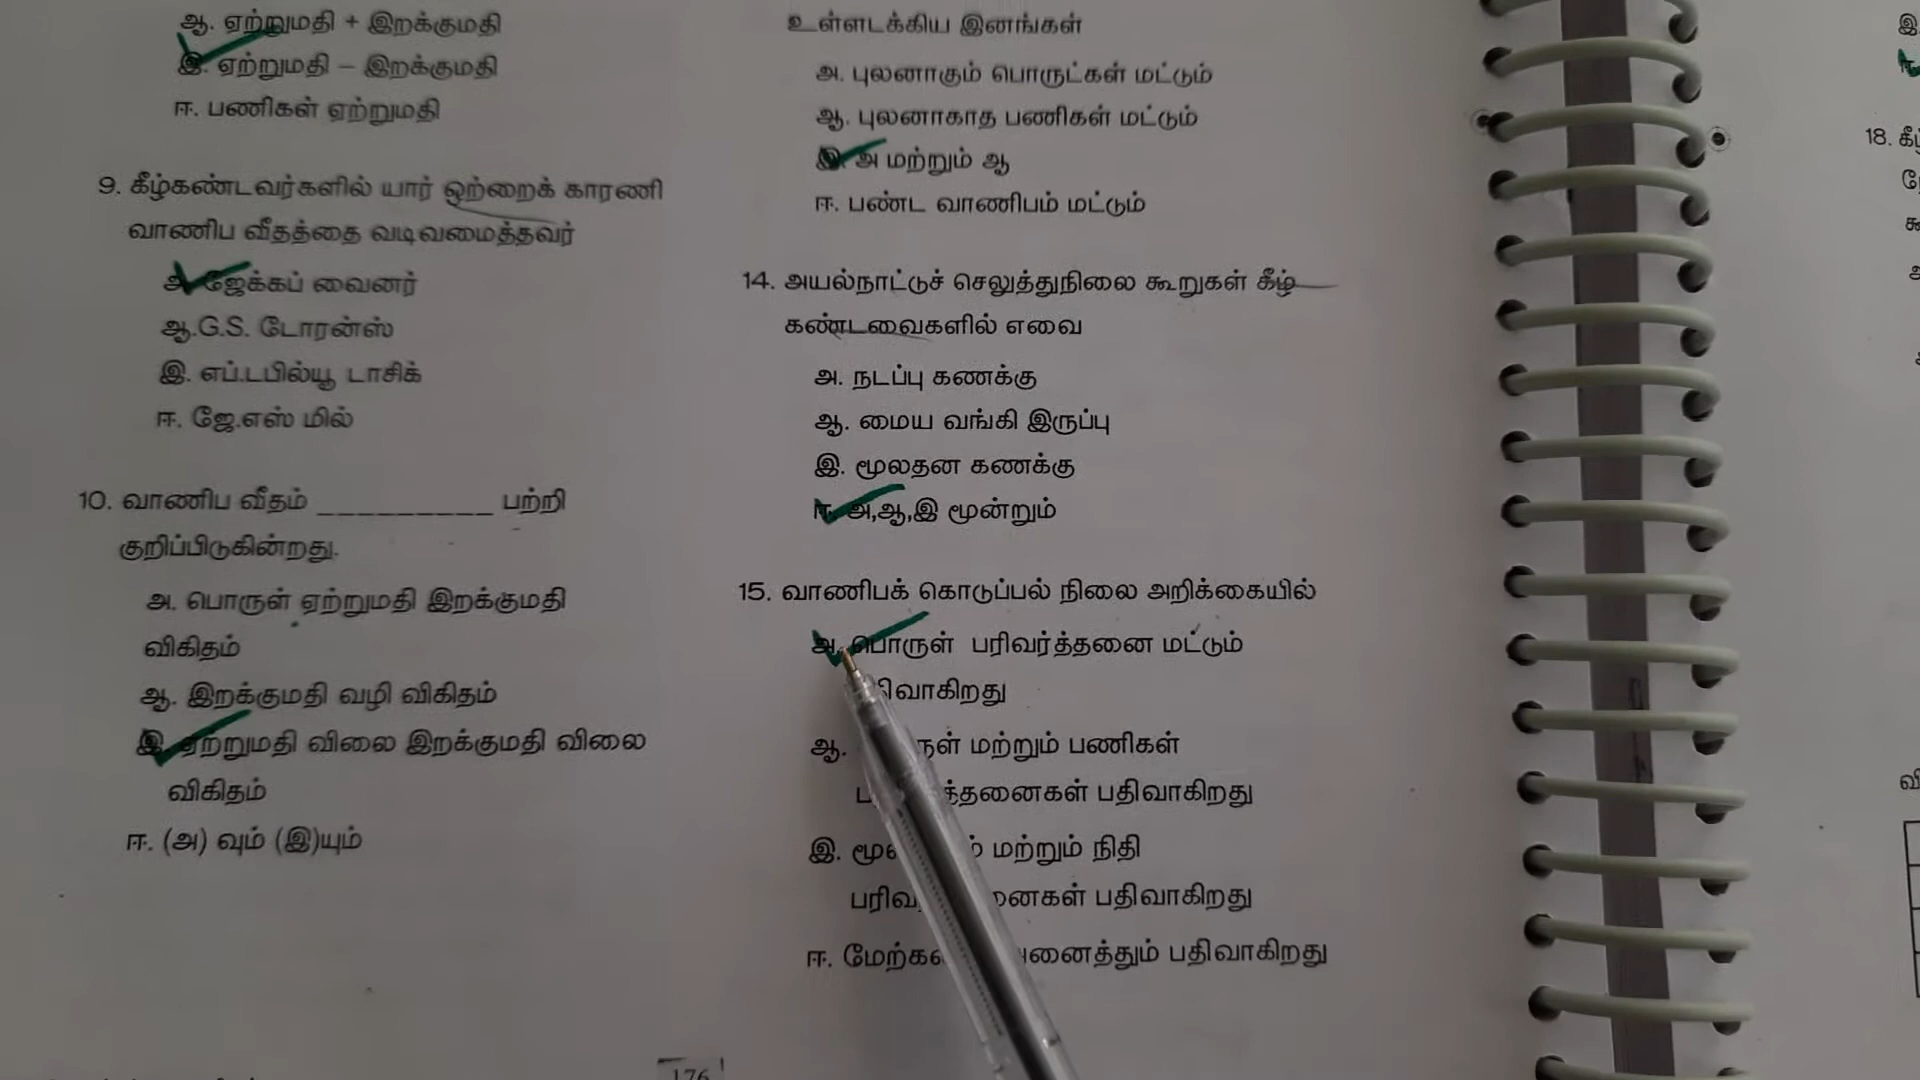 ஆ. ஏற்றுமதி + இறக்குமதி
இ. ஏற்றுமதி – இறக்குமதி
ஈ. பணிகள் ஏற்றுமதி
9. கீழ்கண்டவர்களில் யார் ஒற்றைக் காரணி
வாணிப வீதத்தை வடிவமைத்தவர்
அ. ஜேக்கப் வைனர்
ஆ.G.S. டோரன்ஸ்
இ. எப்.டபில்யூ டாசிக்
ஈ. ஜே.எஸ் மில்
10. வாணிப வீதம் __________ பற்றி
குறிப்பிடுகின்றது.
அ. பொருள் ஏற்றுமதி இறக்குமதி
விகிதம்
ஆ. இறக்குமதி வழி விகிதம்
இ. ஏற்றுமதி விலை இறக்குமதி விலை
விகிதம்
ஈ. (அ) வும் (இ)யும்
உள்ளடக்கிய இனங்கள்
அ. புலனாகும் பொருட்கள் மட்டும்
ஆ. புலனாகாத பணிகள் மட்டும்
இ. அ மற்றும் ஆ
ஈ. பண்ட வாணிபம் மட்டும்
14. அயல்நாட்டுச் செலுத்துநிலை கூறுகள் கீழ்
கண்டவைகளில் எவை
அ. நடப்பு கணக்கு
ஆ. மைய வங்கி இருப்பு
இ. மூலதன கணக்கு
ஈ. அ,ஆ,இ மூன்றும்
15. வாணிபக் கொடுப்பல் நிலை அறிக்கையில்
அ. பொருள் பரிவர்த்தனை மட்டும்
ஆ. மற்றும் பணிகள்
பதிவாகிறது
இ. மற்றும் நிதி
பதிவாகிறது
ஈ. பதிவாகிறது
176
18.